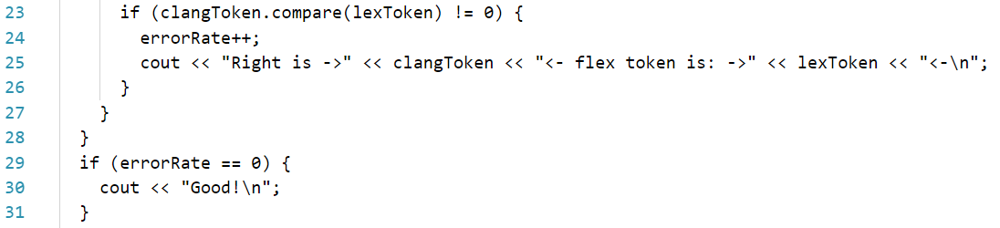 23 if (clangToken.compare(lexToken) != 0) {
24 errorRate++;
25 cout << "Right is ->" << clangToken << "<- flex token is: ->" << lexToken << "<-\n";
26 }
27 }
28 }
29 if (errorRate == 0) {
30 cout << "Good!\n";
31 }